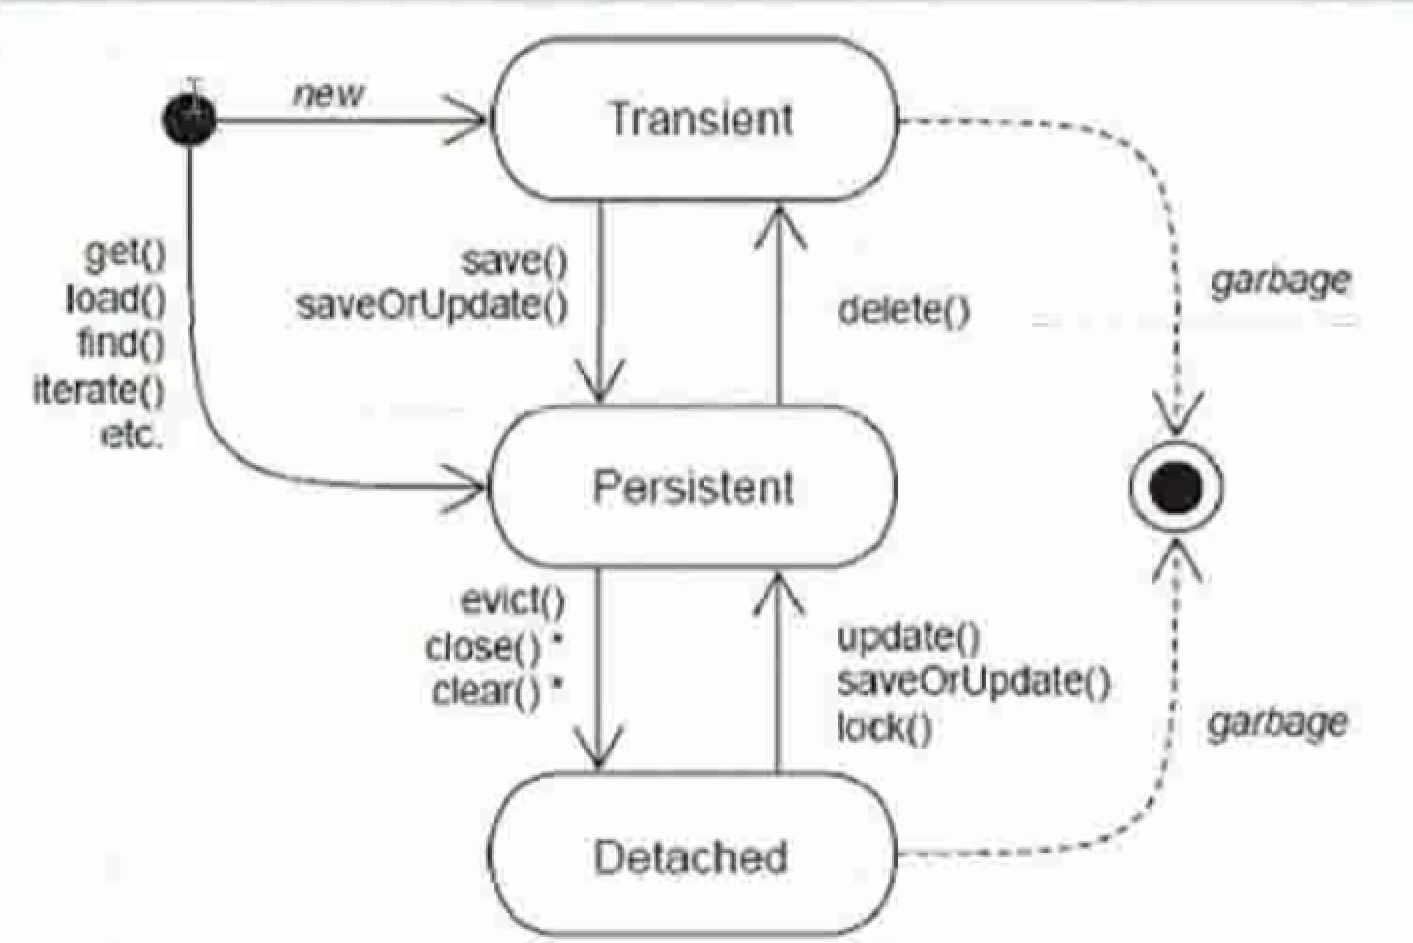 new
Transient
get()
load()
find()
iterate()
etc.
save()
saveOrUpdate()
delete()
garbage
Persistent
evict()
close() *
clear() *
update()
saveOrUpdate()
lock()
garbage
Detached